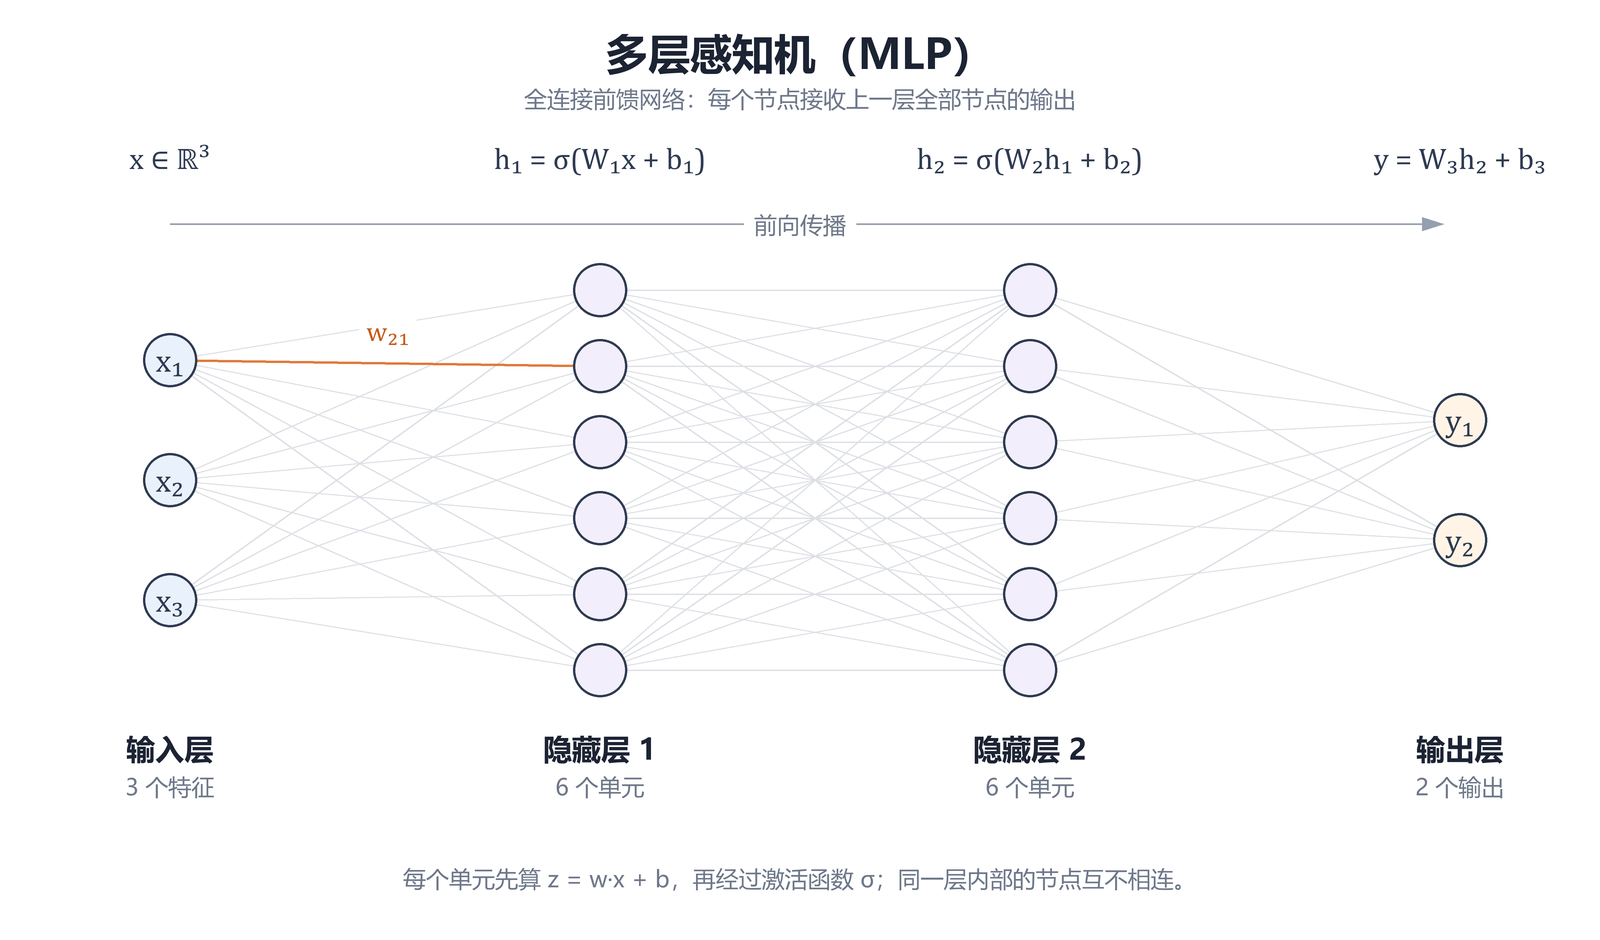 多层感知机（MLP）
全连接前馈网络：每个节点接收上一层全部节点的输出
x ∈ ℝ³
h₁ = σ(W₁x + b₁)
h₂ = σ(W₂h₁ + b₂)
y = W₃h₂ + b₃
前向传播
w₂₁
x₁
x₂
x₃
y₁
y₂
输入层
3 个特征
隐藏层 1
6 个单元
隐藏层 2
6 个单元
输出层
2 个输出
每个单元先算 z = w·x + b，再经过激活函数 σ；同一层内部的节点互不相连。